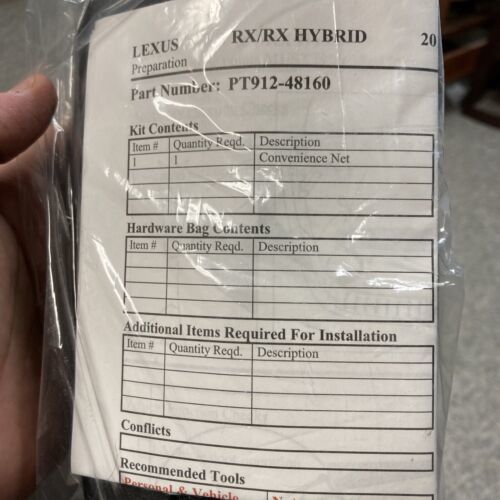 LEXUS RX/RX HYBRID 20
Preparation
Part Number: PT912-48160
Kit Contents
Item # Quantity Reqd. Description
1 1 Convenience Net
Hardware Bag Contents
Item # Quantity Reqd. Description
Additional Items Required For Installation
Item # Quantity Reqd. Description
Conflicts
Recommended Tools
Personal & Vehicle